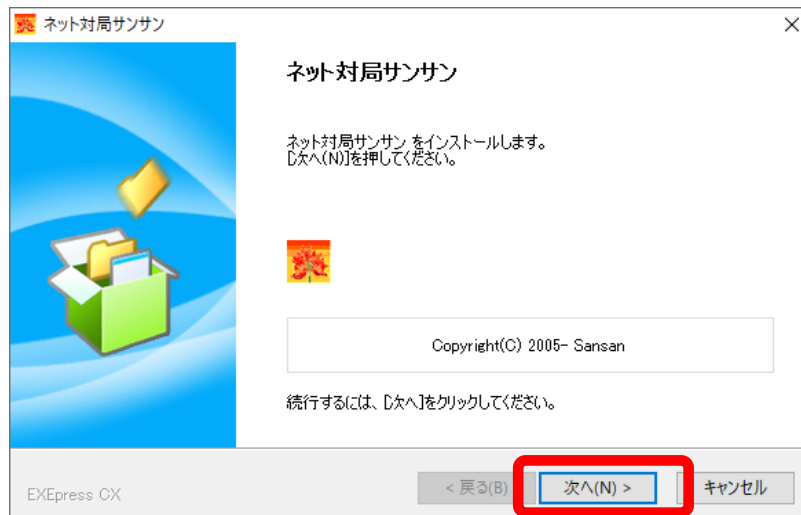 ネット対局サンサン
ネット対局サンサン
ネット対局サンサン をインストールします。
[次へ(N)]を押してください。
Copyright(C) 2005- Sansan
続行するには、[次へ]をクリックしてください。
EXEpress CX
< 戻る(B)
次へ(N) >
キャンセル